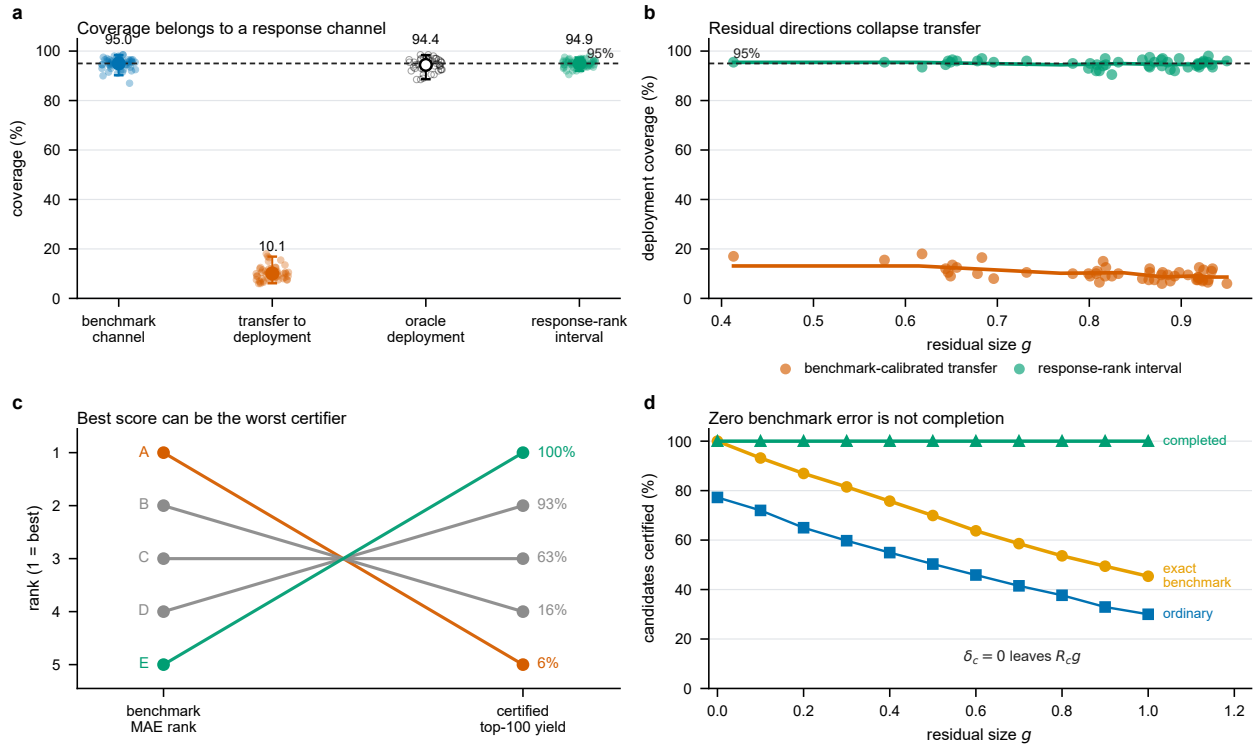 a
Coverage belongs to a response channel
95.0
94.4
94.9
95%
10.1
100
80
60
40
20
0
coverage (%)
benchmark
channel
transfer to
deployment
oracle
deployment
response-rank
interval
b
Residual directions collapse transfer
95%
100
80
60
40
20
0
deployment coverage (%)
0.4 0.5 0.6 0.7 0.8 0.9
residual size g
benchmark-calibrated transfer
response-rank interval
c
Best score can be the worst certifier
1
2
3
4
5
rank (1 = best)
A
B
C
D
E
100%
93%
63%
16%
6%
benchmark
MAE rank
certified
top-100 yield
d
Zero benchmark error is not completion
100
80
60
40
20
0
candidates certified (%)
completed
exact
benchmark
ordinary
δc = 0 leaves Rcg
0.0 0.2 0.4 0.6 0.8 1.0 1.2
residual size g